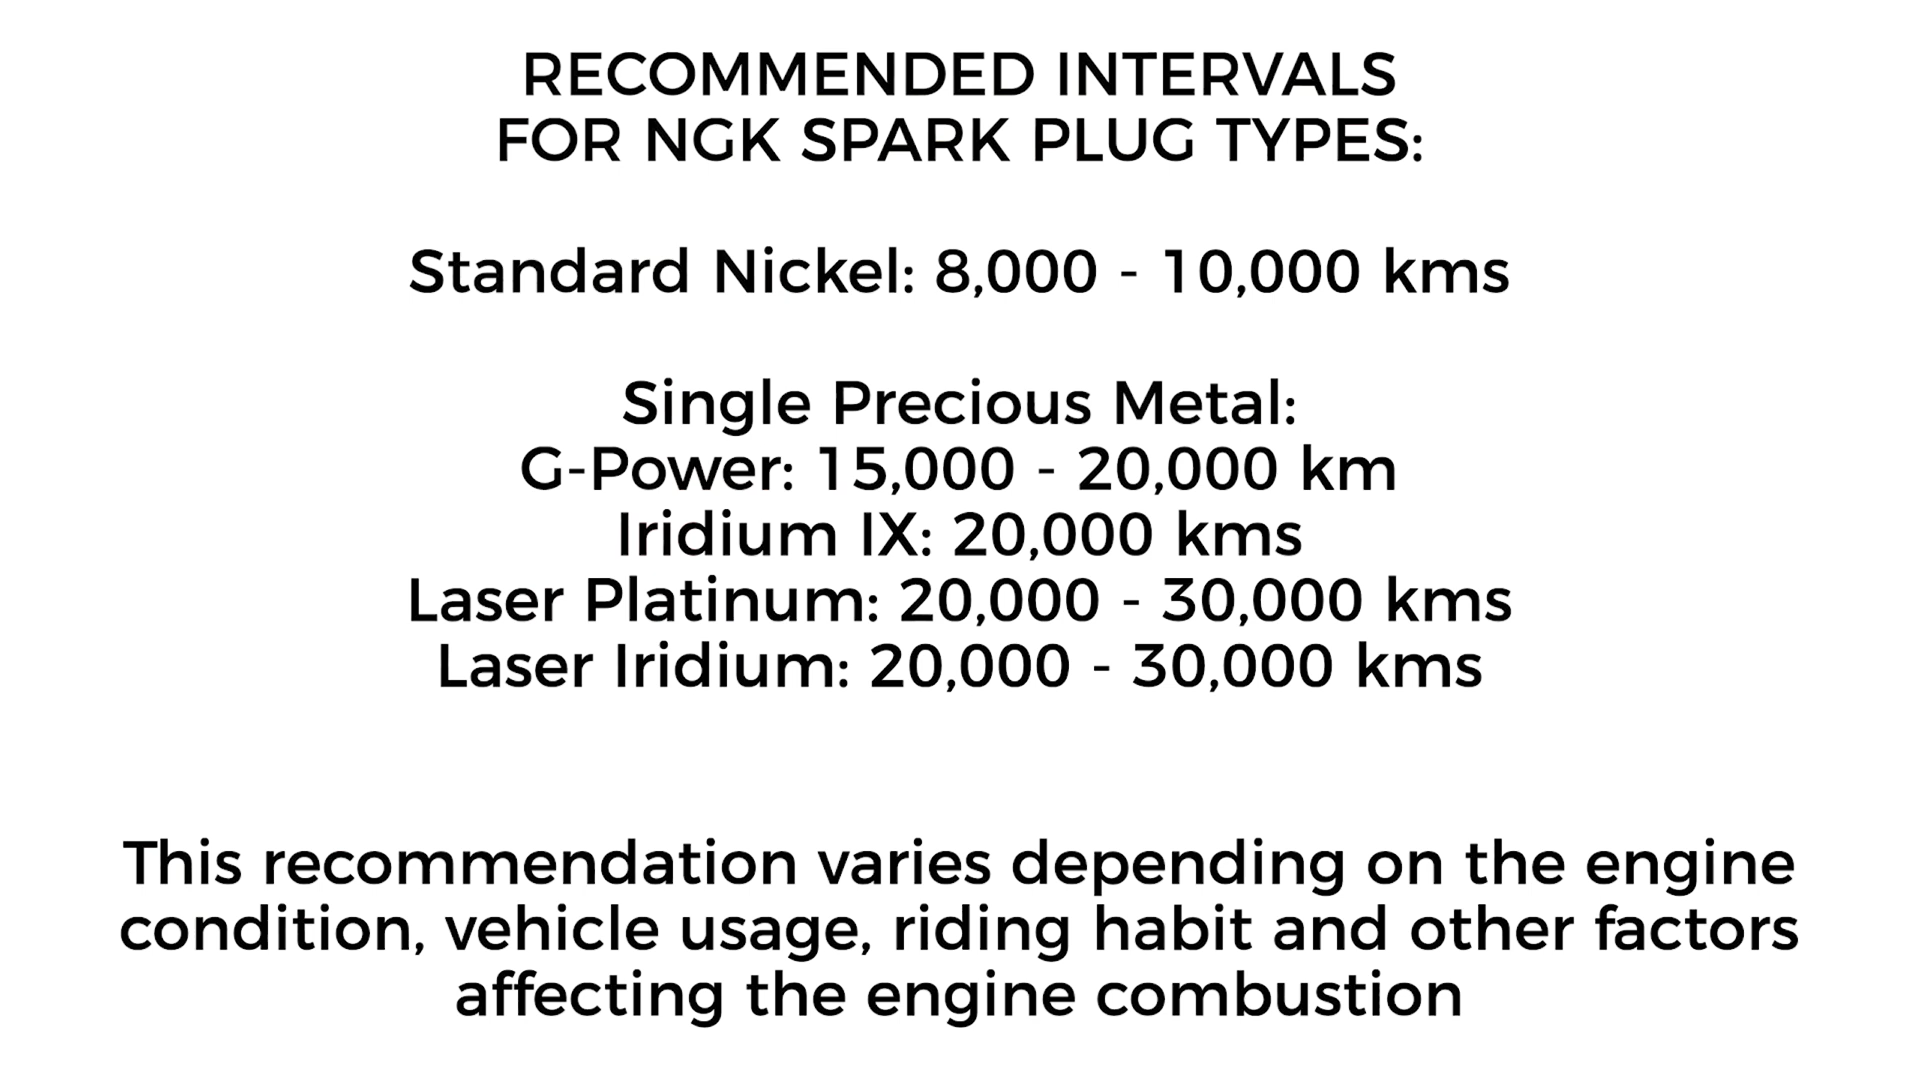 RECOMMENDED INTERVALS
FOR NGK SPARK PLUG TYPES:
Standard Nickel: 8,000 - 10,000 kms
Single Precious Metal:
G-Power: 15,000 - 20,000 km
Iridium IX: 20,000 kms
Laser Platinum: 20,000 - 30,000 kms
Laser Iridium: 20,000 - 30,000 kms
This recommendation varies depending on the engine
condition, vehicle usage, riding habit and other factors
affecting the engine combustion